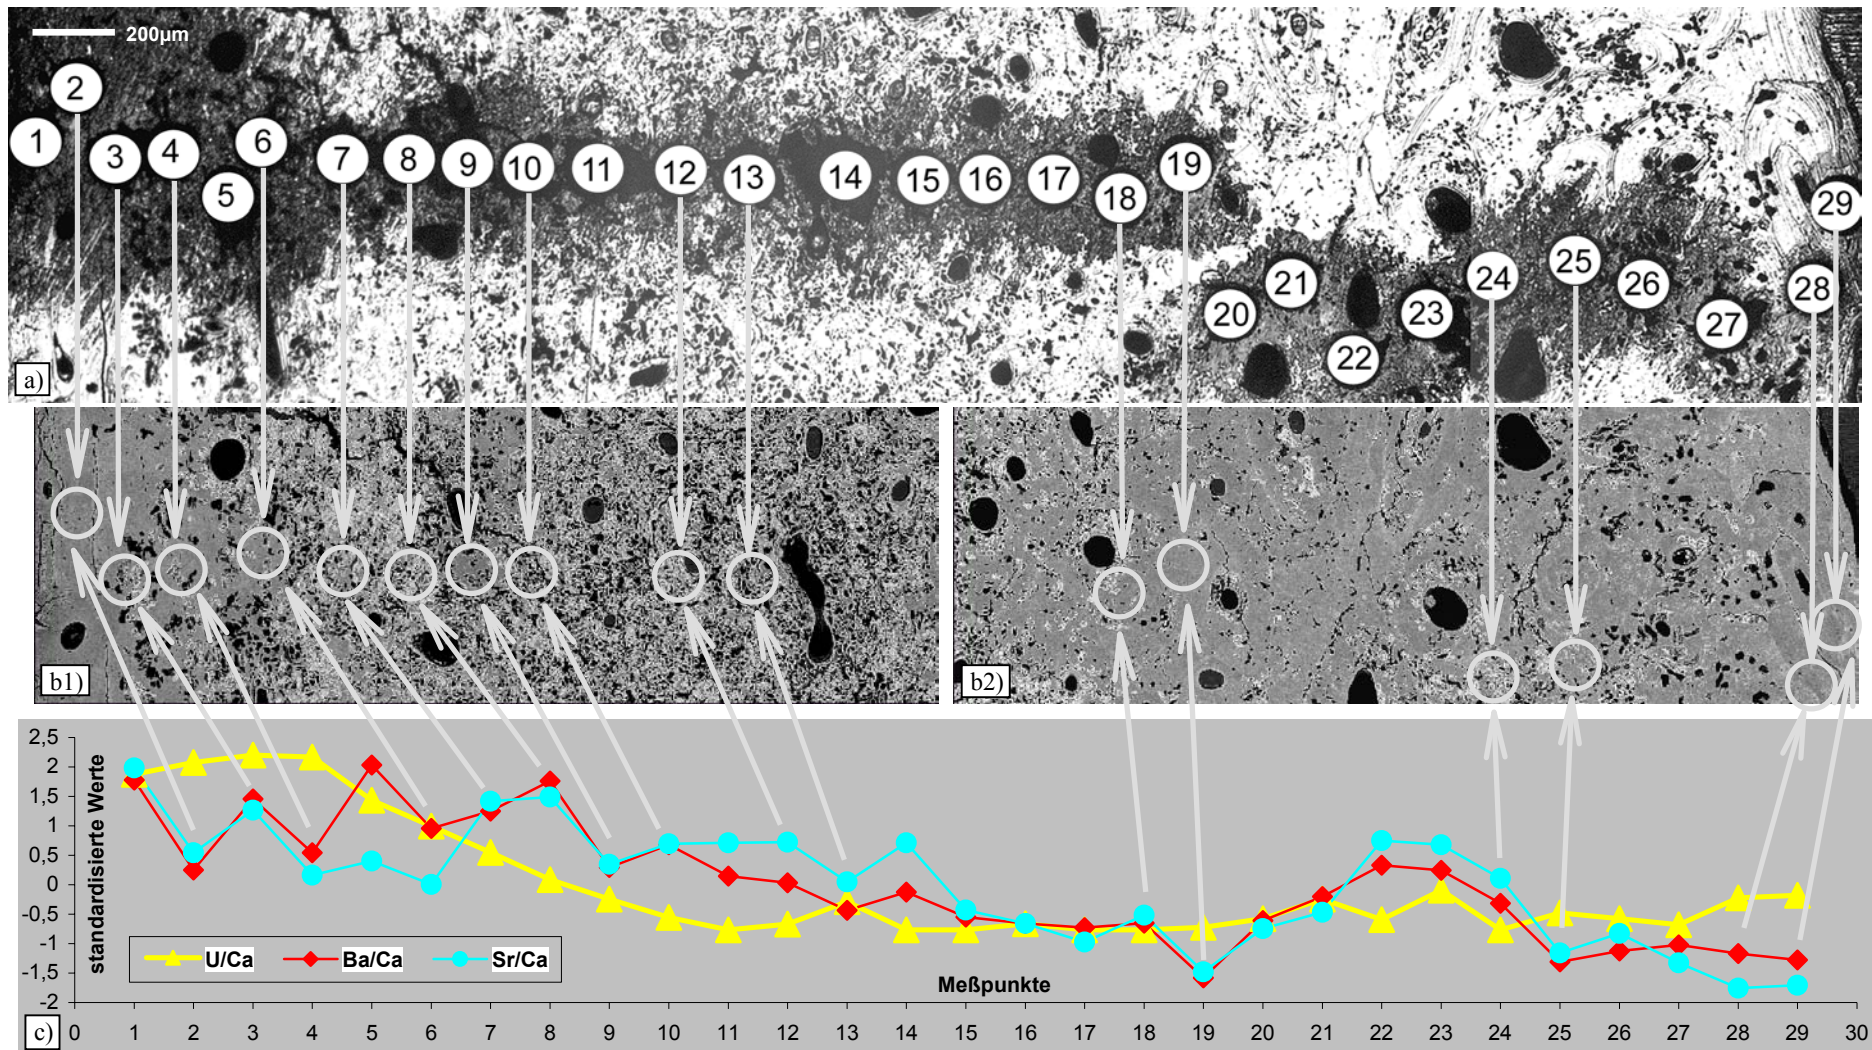 200µm
1 2 3 4 5 6 7 8 9 10 11 12 13 14 15 16 17 18 19 20 21 22 23 24 25 26 27 28 29
a)
b1)
b2)
standardisierte Werte
2,5
2
1,5
1
0,5
0
-0,5
-1
-1,5
-2
U/Ca Ba/Ca Sr/Ca
Meßpunkte
c)
0 1 2 3 4 5 6 7 8 9 10 11 12 13 14 15 16 17 18 19 20 21 22 23 24 25 26 27 28 29 30